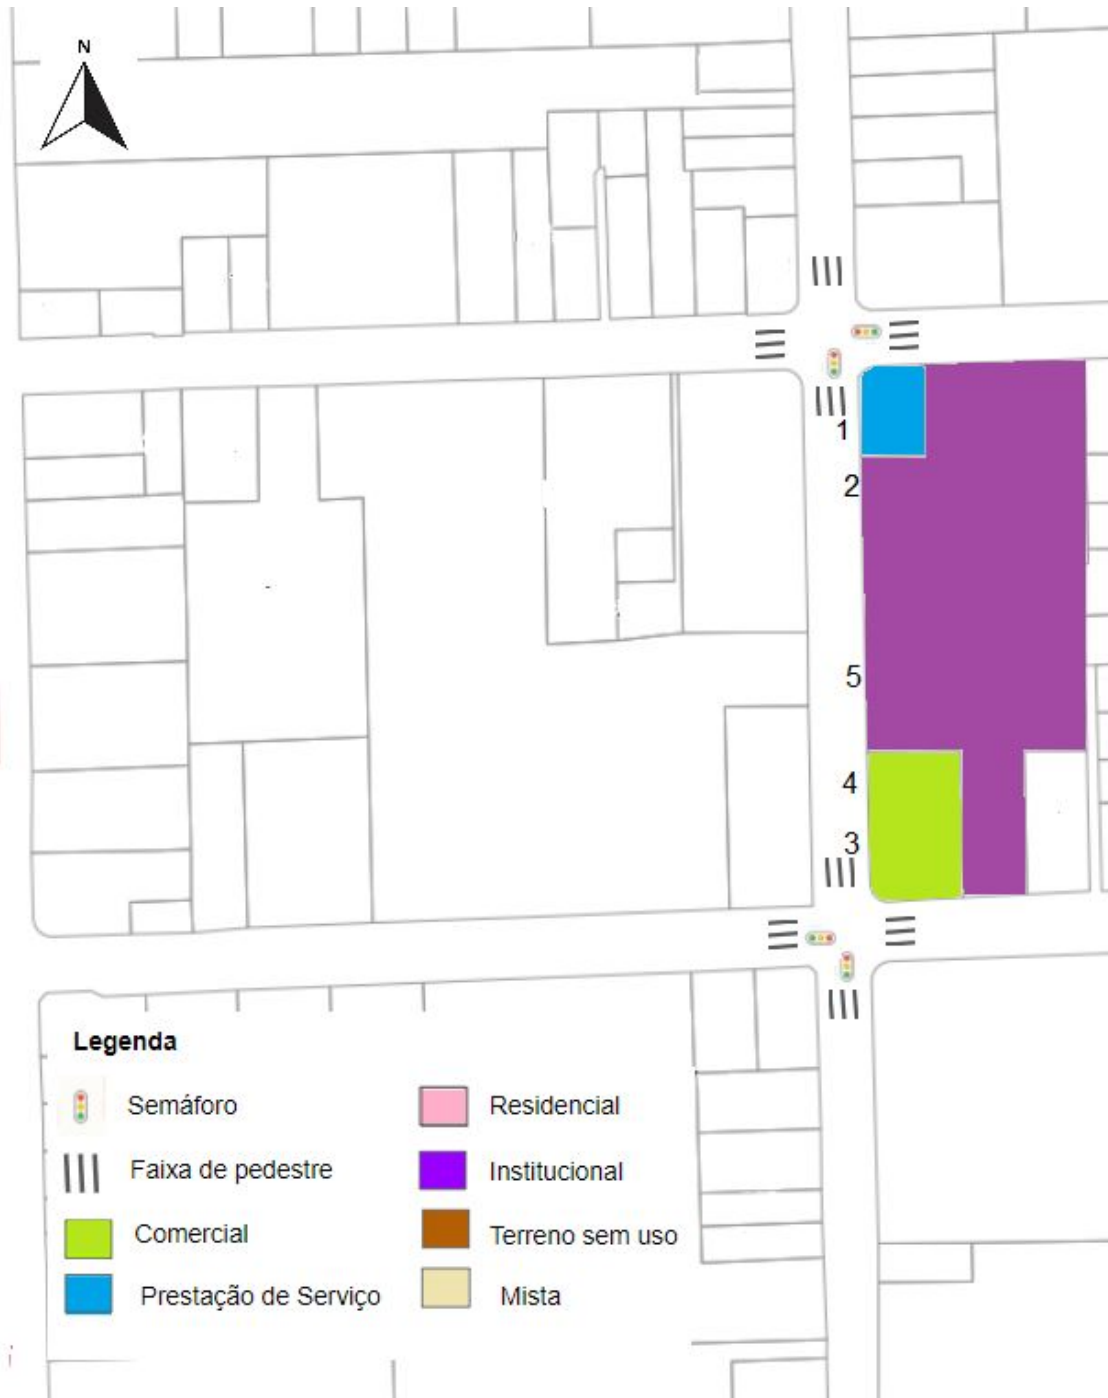 N
1
2
5
4
3
Legenda
Semáforo
Residencial
Faixa de pedestre
Institucional
Comercial
Terreno sem uso
Prestação de Serviço
Mista